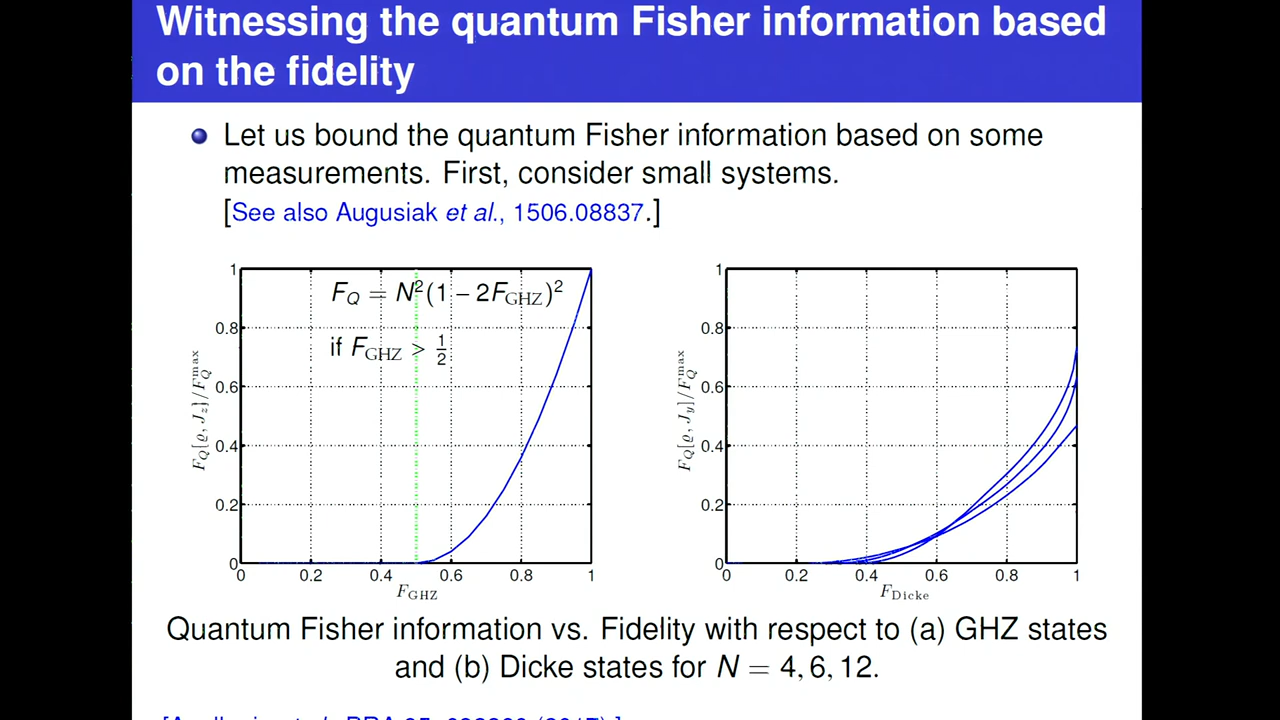 Witnessing the quantum Fisher information based
on the fidelity
Let us bound the quantum Fisher information based on some
measurements. First, consider small systems.
[See also Augusiak et al., 1506.08837.]
F_Q = N²(1 − 2F_GHZ)²
if F_GHZ > 1/2
F_Q[ϱ, J_z]/F_Q^max
1
0.8
0.6
0.4
0.2
0
0 0.2 0.4 0.6 0.8 1
F_GHZ
F_Q[ϱ, J_y]/F_Q^max
1
0.8
0.6
0.4
0.2
0
0 0.2 0.4 0.6 0.8 1
F_Dicke
Quantum Fisher information vs. Fidelity with respect to (a) GHZ states
and (b) Dicke states for N = 4, 6, 12.